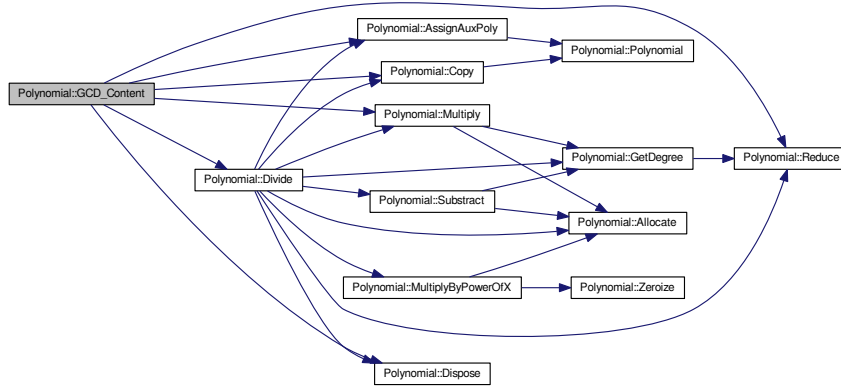 Polynomial::GCD_Content
Polynomial::AssignAuxPoly
Polynomial::Polynomial
Polynomial::Copy
Polynomial::Multiply
Polynomial::GetDegree
Polynomial::Reduce
Polynomial::Divide
Polynomial::Substract
Polynomial::Allocate
Polynomial::MultiplyByPowerOfX
Polynomial::Zeroize
Polynomial::Dispose